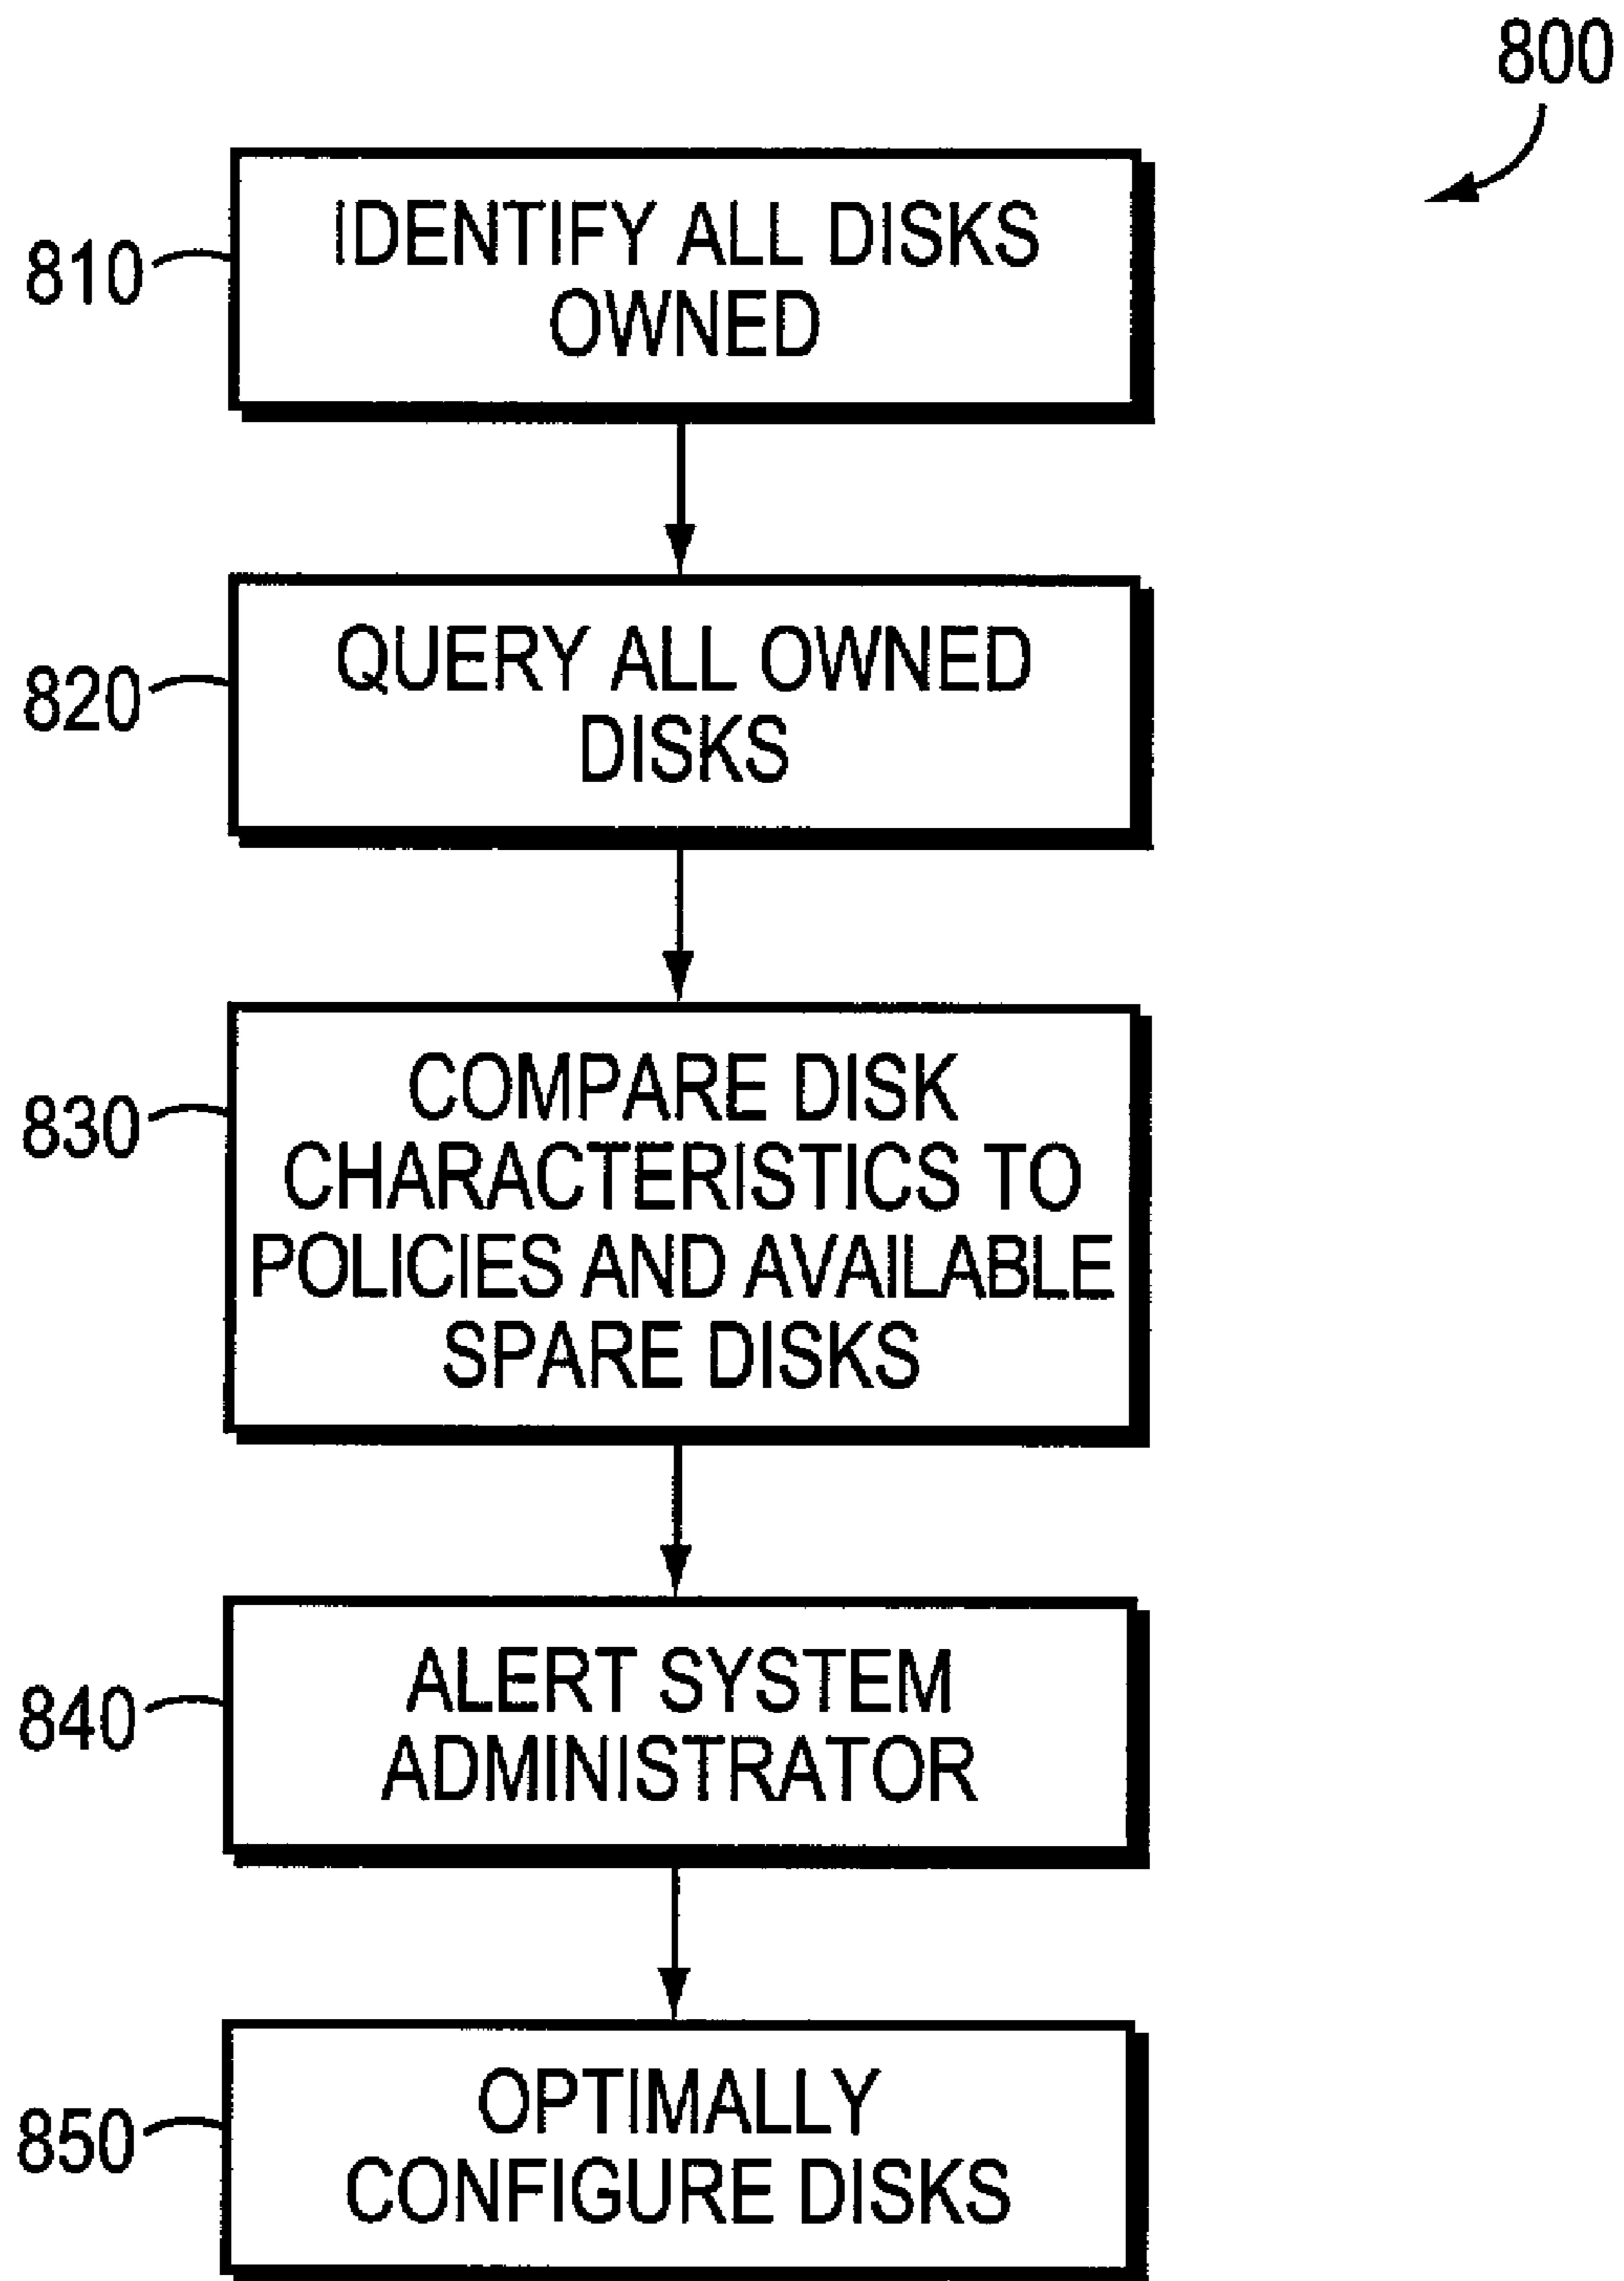 800
810
IDENTIFY ALL DISKS
OWNED
820
QUERY ALL OWNED
DISKS
830
COMPARE DISK
CHARACTERISTICS TO
POLICIES AND AVAILABLE
SPARE DISKS
840
ALERT SYSTEM
ADMINISTRATOR
850
OPTIMALLY
CONFIGURE DISKS